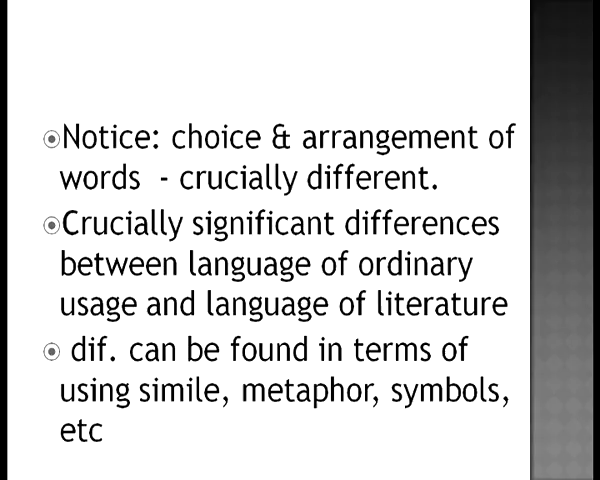 Notice: choice & arrangement of
words - crucially different.
Crucially significant differences
between language of ordinary
usage and language of literature
dif. can be found in terms of
using simile, metaphor, symbols,
etc